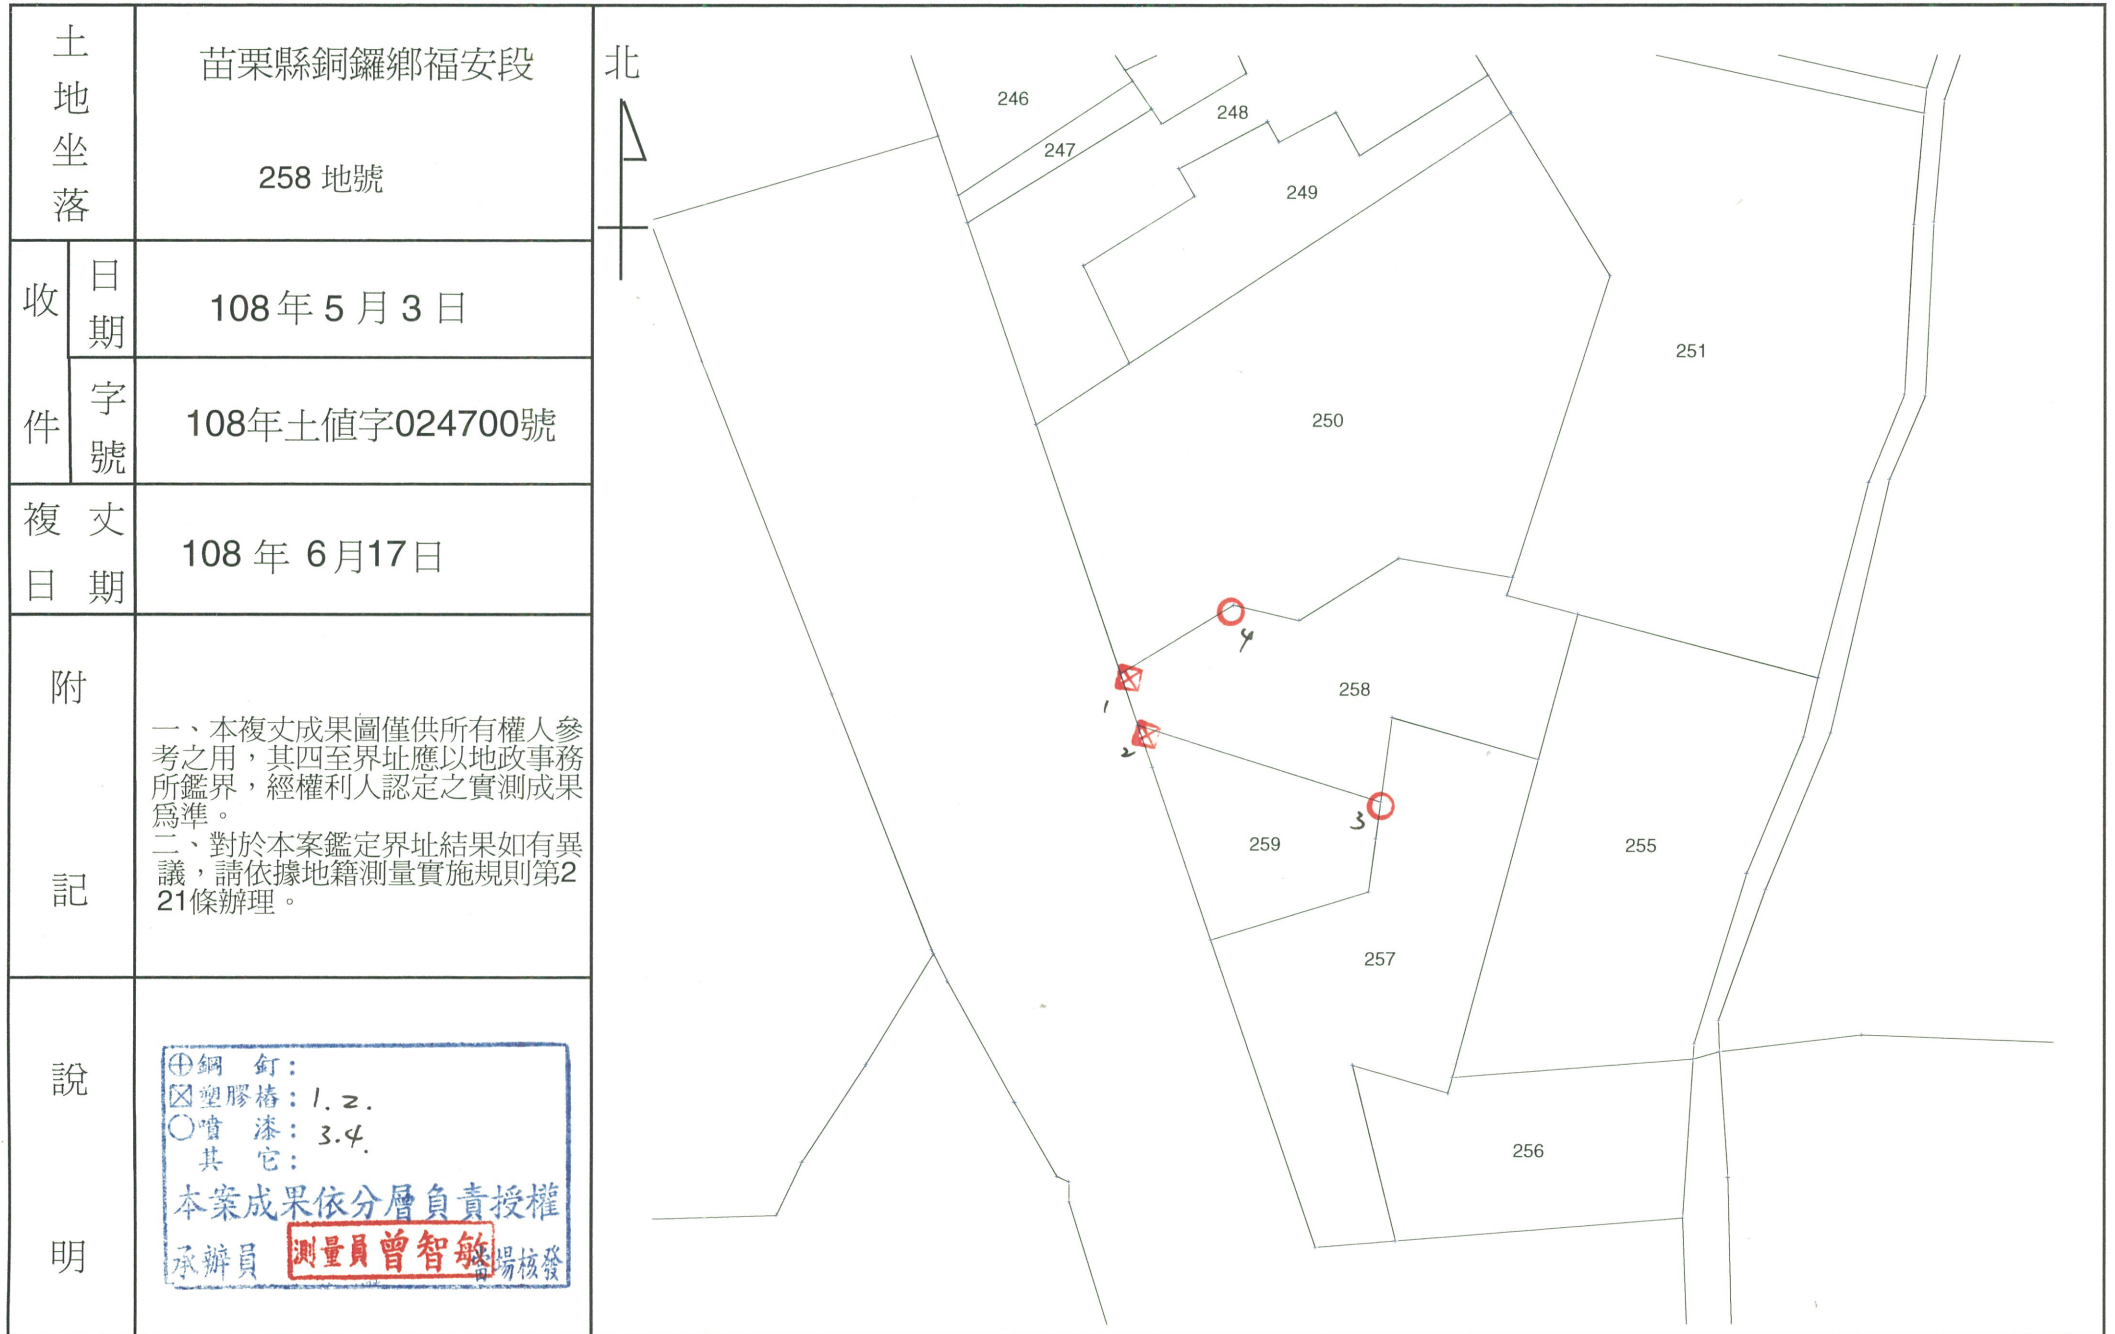 土地坐落
苗栗縣銅鑼鄉福安段
258 地號
收件
日期
108年 5 月 3 日
字號
108年土値字024700號
複丈
日期
108 年 6月17日
附記
一、本複丈成果圖僅供所有權人參
考之用，其四至界址應以地政事務
所鑑界，經權利人認定之實測成果
爲準。
二、對於本案鑑定界址結果如有異
議，請依據地籍測量實施規則第2
21條辦理。
說明
⊕鋼 釘：
☒塑膠樁：1.2.
○噴 漆：3.4.
其 它：
本案成果依分層負責授權
承辦員 測量員曾智敏當場核發
北
246
247
248
249
250
251
4
1
258
2
3
259
255
257
256